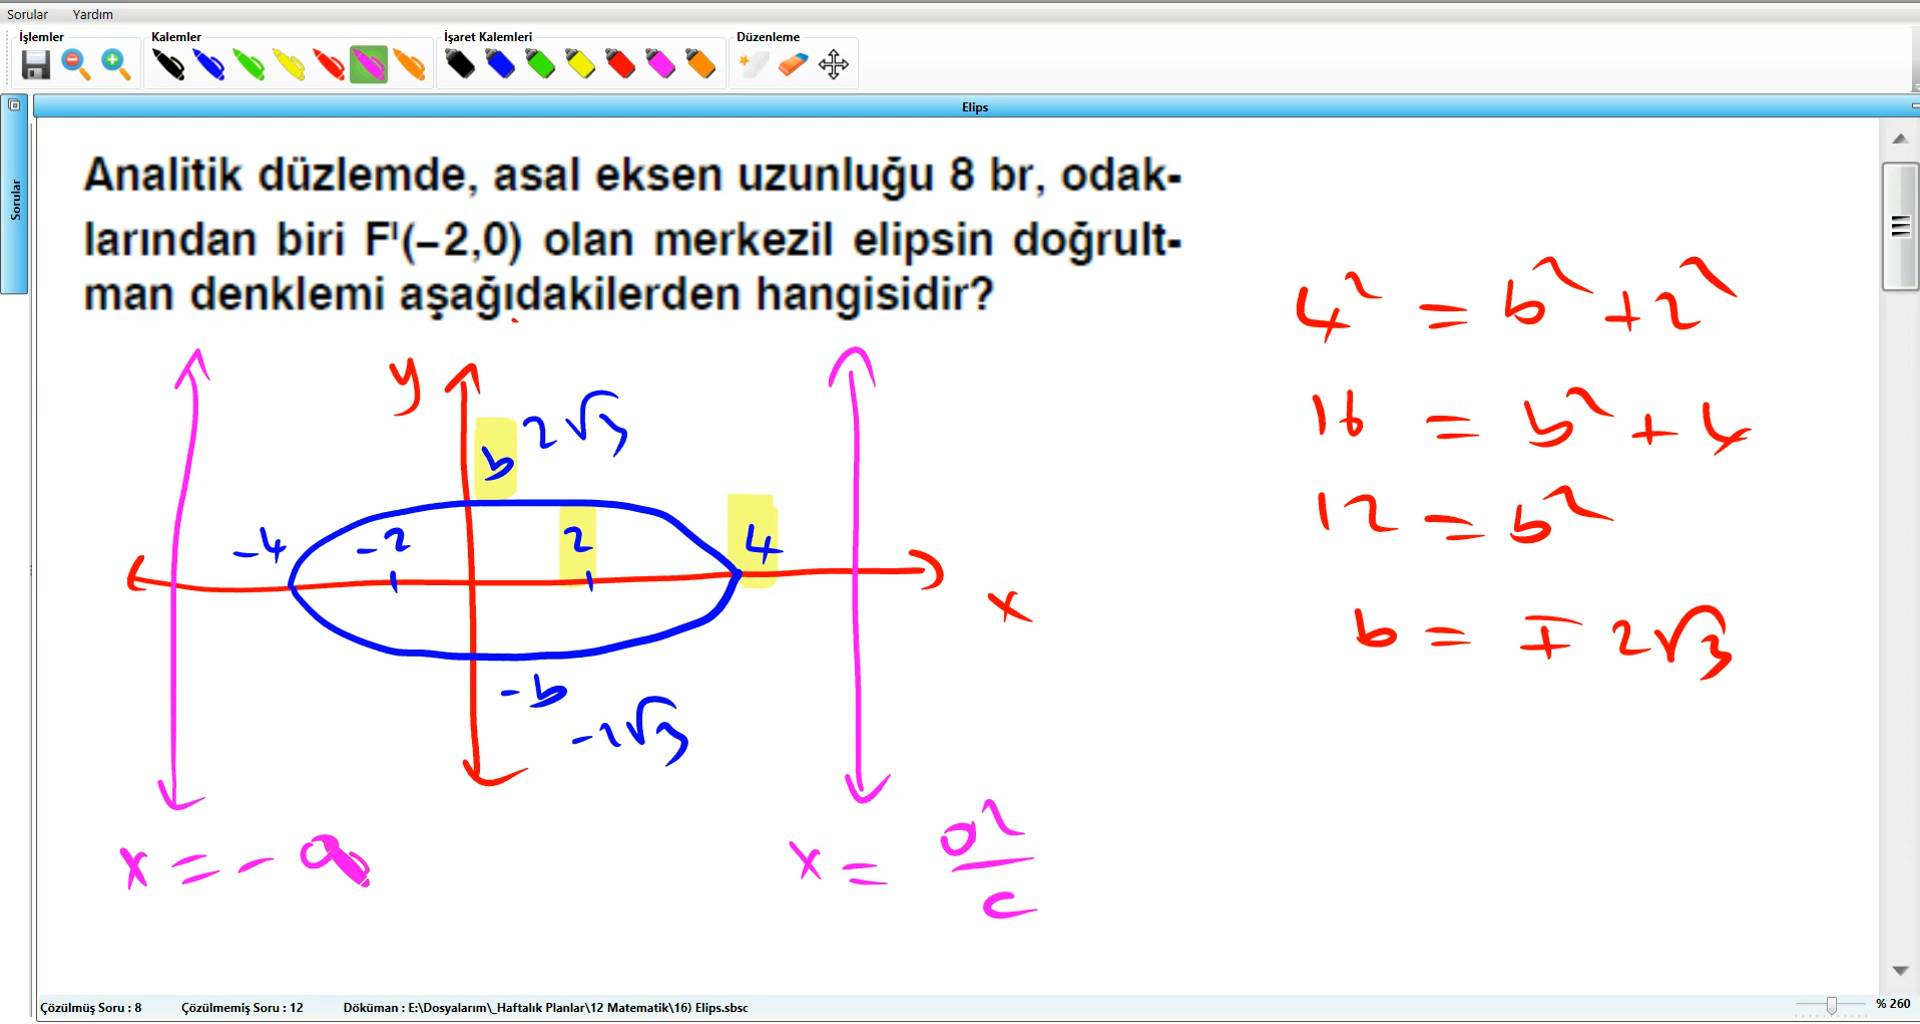 Sorular Yardım
İşlemler Kalemler İşaret Kalemleri Düzenleme
Elips
Sorular
Analitik düzlemde, asal eksen uzunluğu 8 br, odak-
larından biri Fˈ(−2,0) olan merkezil elipsin doğrult-
man denklemi aşağıdakilerden hangisidir?
4² = b² + 2²
16 = b² + 4
12 = b²
b = ∓ 2√3
y
b 2√3
-4 -2 2 4
x
-b
-2√3
x = - a
x = a²/c
Çözülmüş Soru : 8 Çözülmemiş Soru : 12 Döküman : E:\Dosyalarım\_Haftalık Planlar\12 Matematik\16) Elips.sbsc % 260